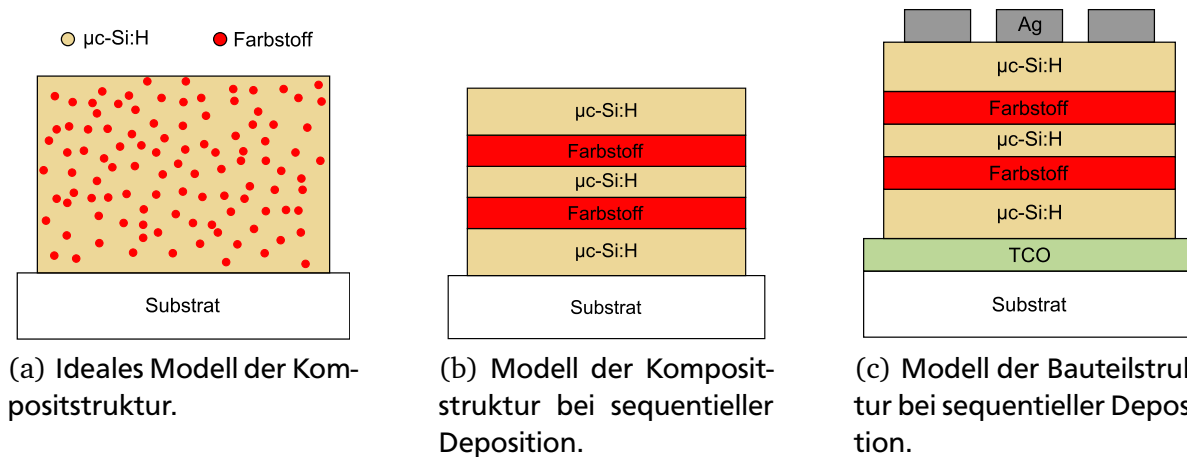 µc-Si:H
Farbstoff
Substrat
(a) Ideales Modell der Kom-
positstruktur.
µc-Si:H
Farbstoff
µc-Si:H
Farbstoff
µc-Si:H
Substrat
(b) Modell der Komposit-
struktur bei sequentieller
Deposition.
Ag
µc-Si:H
Farbstoff
µc-Si:H
Farbstoff
µc-Si:H
TCO
Substrat
(c) Modell der Bauteilstruk
tur bei sequentieller Depos
tion.